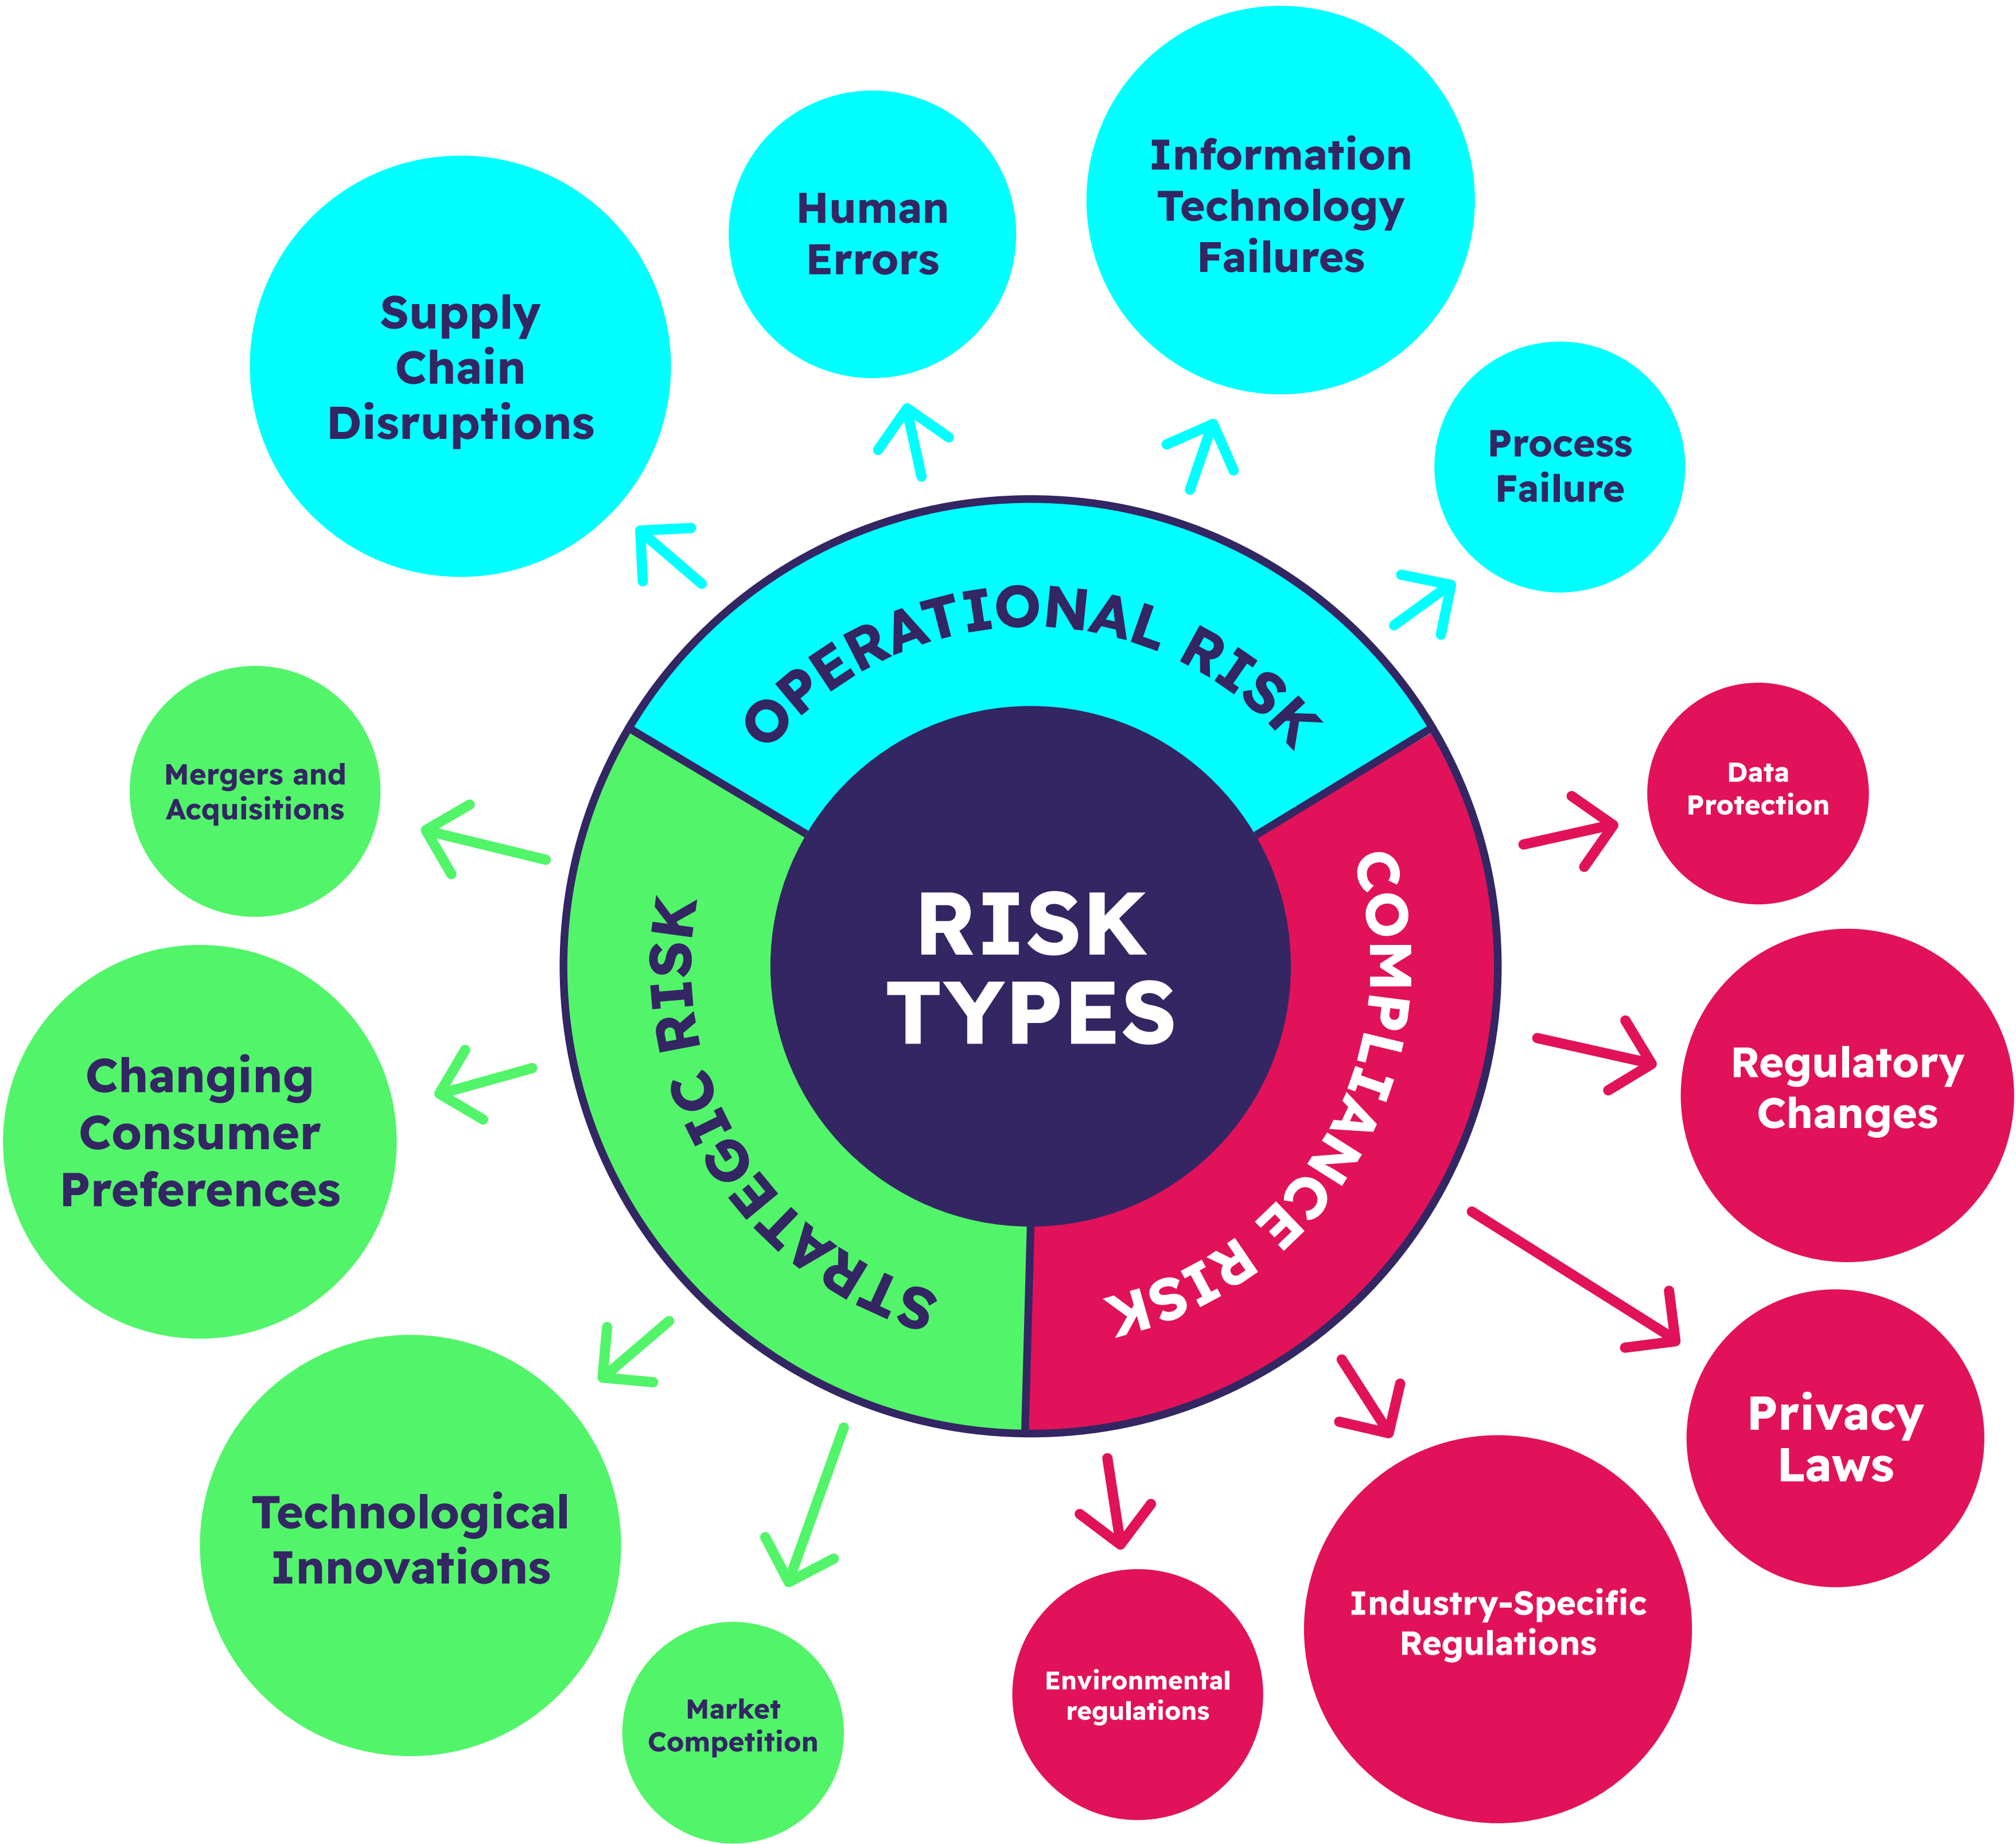 RISK
TYPES
OPERATIONAL RISK
Supply
Chain
Disruptions
Human
Errors
Information
Technology
Failures
Process
Failure
COMPLIANCE RISK
Data
Protection
Regulatory
Changes
Privacy
Laws
Industry-Specific
Regulations
Environmental
regulations
STRATEGIC RISK
Market
Competition
Technological
Innovations
Changing
Consumer
Preferences
Mergers and
Acquisitions